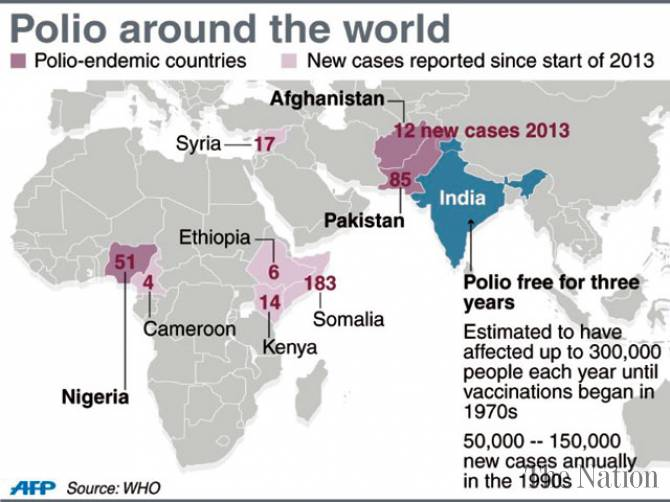 Polio around the world
Polio-endemic countries
New cases reported since start of 2013
Afghanistan
12 new cases 2013
Syria
17
85
India
Pakistan
Ethiopia
51
6
4
183
14
Somalia
Cameroon
Kenya
Nigeria
Polio free for three
years
Estimated to have
affected up to 300,000
people each year until
vaccinations began in
1970s
50,000 -- 150,000
new cases annually
in the 1990s
The Nation
AFP
Source: WHO